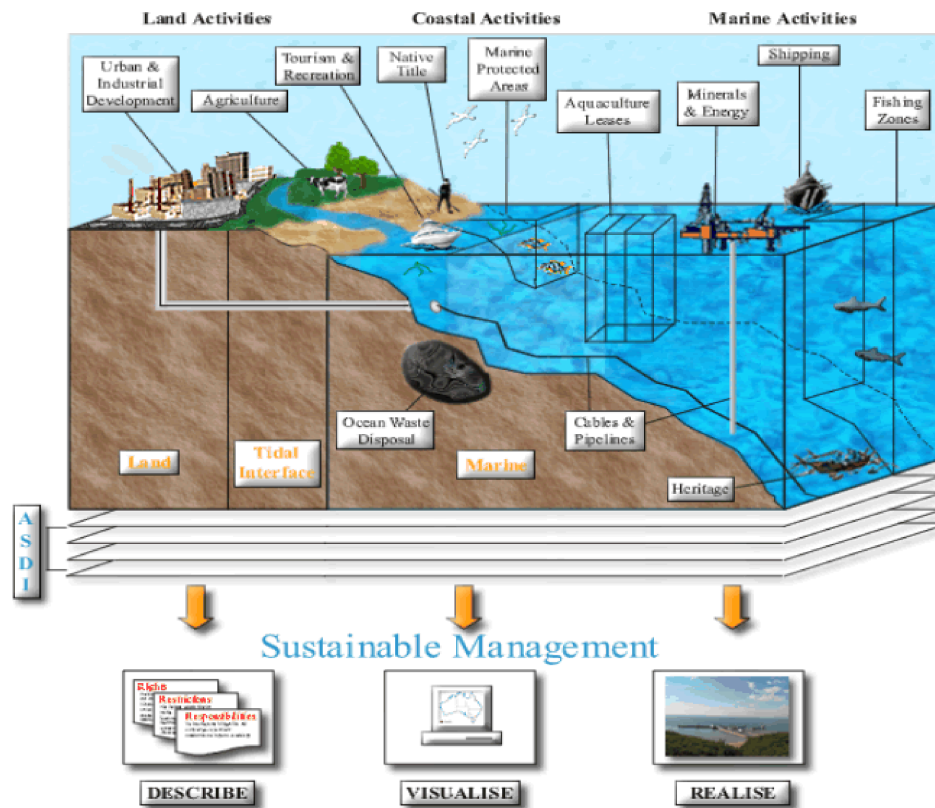 Land Activities
Coastal Activities
Marine Activities
Urban &
Industrial
Development
Agriculture
Tourism &
Recreation
Native
Title
Marine
Protected
Areas
Aquaculture
Leases
Minerals
& Energy
Shipping
Fishing
Zones
Ocean Waste
Disposal
Cables &
Pipelines
Heritage
Land
Tidal
Interface
Marine
A
S
D
I
Sustainable Management
Rights
Restrictions
Responsibilities
DESCRIBE
VISUALISE
REALISE